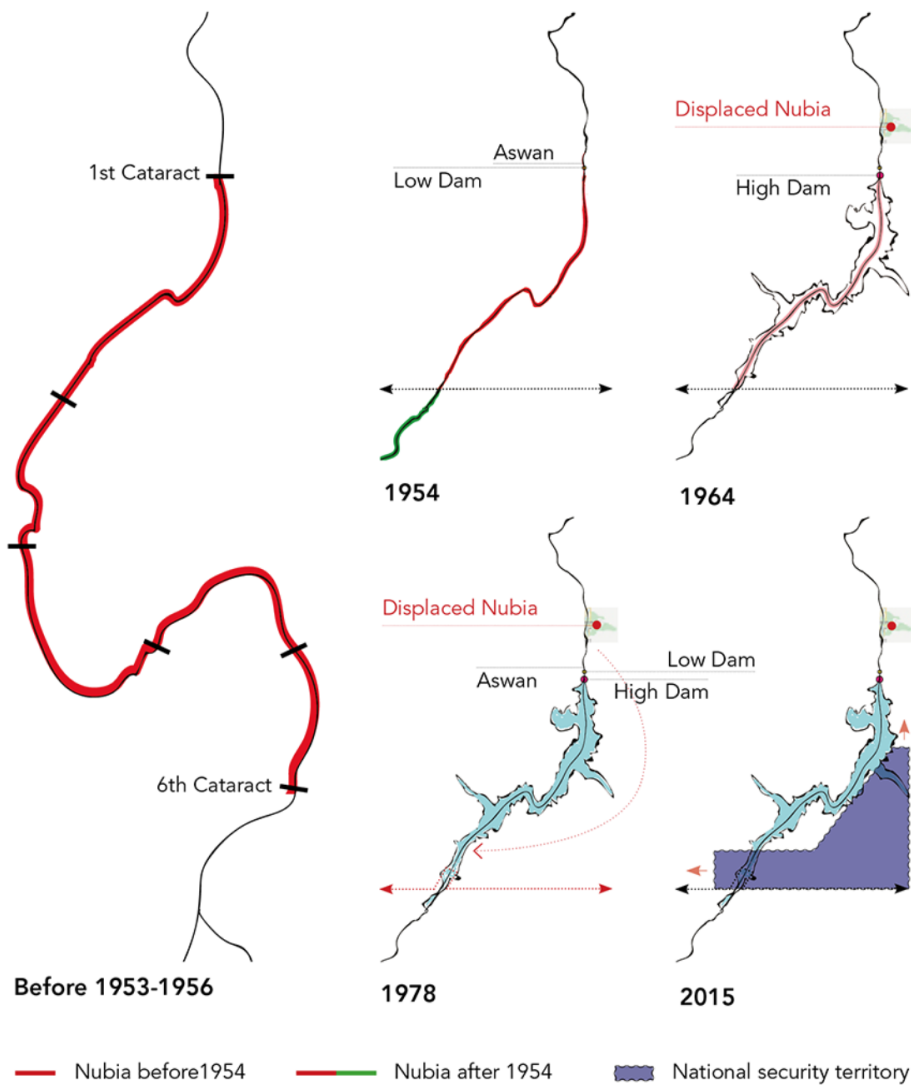 1st Cataract
6th Cataract
Before 1953-1956
Aswan
Low Dam
1954
Displaced Nubia
High Dam
1964
Displaced Nubia
Aswan
Low Dam
High Dam
1978
2015
Nubia before1954
Nubia after 1954
National security territory